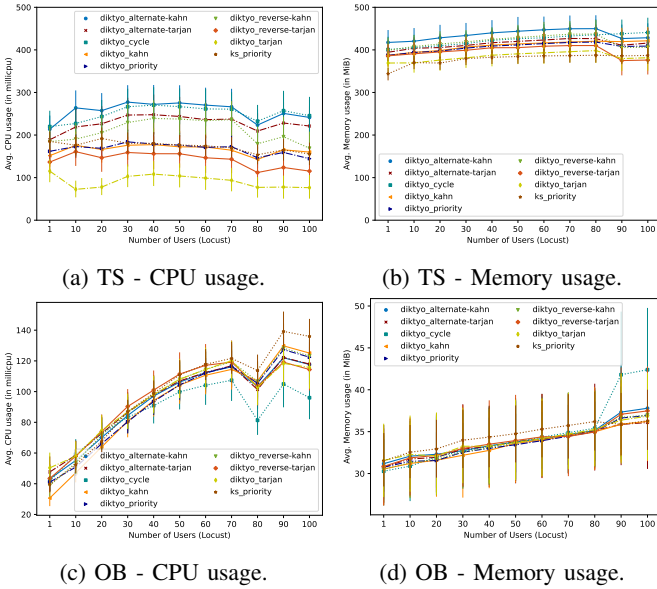 500
400
300
200
100
0
Avg. CPU usage (in millicpu)
diktyo_alternate-kahn
diktyo_alternate-tarjan
diktyo_cycle
diktyo_kahn
diktyo_priority
diktyo_reverse-kahn
diktyo_reverse-tarjan
diktyo_tarjan
ks_priority
1 10 20 30 40 50 60 70 80 90 100
Number of Users (Locust)
(a) TS - CPU usage.
500
400
300
200
100
0
Avg. Memory usage (in MiB)
diktyo_alternate-kahn
diktyo_alternate-tarjan
diktyo_cycle
diktyo_kahn
diktyo_priority
diktyo_reverse-kahn
diktyo_reverse-tarjan
diktyo_tarjan
ks_priority
1 10 20 30 40 50 60 70 80 90 100
Number of Users (Locust)
(b) TS - Memory usage.
140
120
100
80
60
40
20
Avg. CPU usage (in millicpu)
diktyo_alternate-kahn
diktyo_alternate-tarjan
diktyo_cycle
diktyo_kahn
diktyo_priority
diktyo_reverse-kahn
diktyo_reverse-tarjan
diktyo_tarjan
ks_priority
1 10 20 30 40 50 60 70 80 90 100
Number of Users (Locust)
(c) OB - CPU usage.
50
45
40
35
30
Avg. Memory usage (in MiB)
diktyo_alternate-kahn
diktyo_alternate-tarjan
diktyo_cycle
diktyo_kahn
diktyo_priority
diktyo_reverse-kahn
diktyo_reverse-tarjan
diktyo_tarjan
ks_priority
1 10 20 30 40 50 60 70 80 90 100
Number of Users (Locust)
(d) OB - Memory usage.